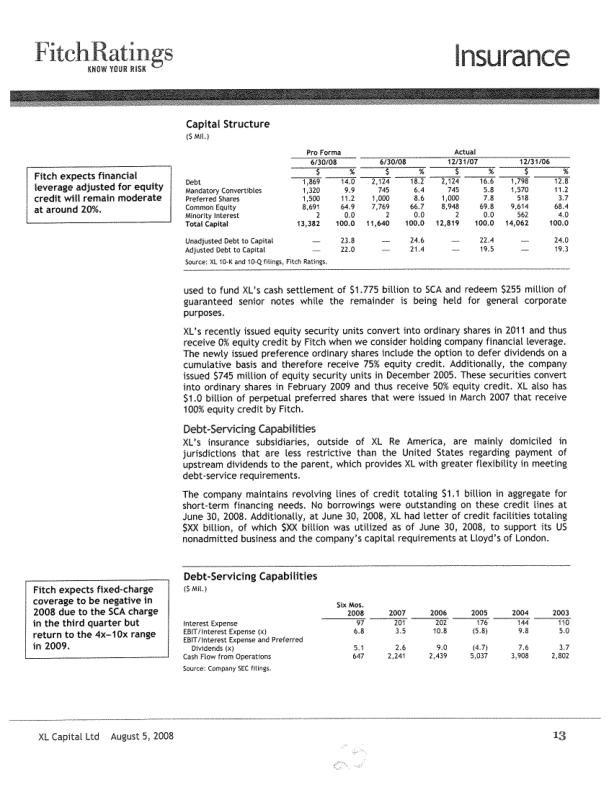 FitchRatings
KNOW YOUR RISK
Insurance
Capital Structure
($ Mil.)
Pro Forma Actual
6/30/08 6/30/08 12/31/07 12/31/06
$ % $ % $ % $ %
Debt 1,869 14.0 2,124 18.2 2,124 16.6 1,798 12.8
Mandatory Convertibles 1,320 9.9 745 6.4 745 5.8 1,570 11.2
Preferred Shares 1,500 11.2 1,000 8.6 1,000 7.8 518 3.7
Common Equity 8,691 64.9 7,769 66.7 8,948 69.8 9,614 68.4
Minority Interest 2 0.0 2 0.0 2 0.0 562 4.0
Total Capital 13,382 100.0 11,640 100.0 12,819 100.0 14,062 100.0
Unadjusted Debt to Capital — 23.8 — 24.6 — 22.4 — 24.0
Adjusted Debt to Capital — 22.0 — 21.4 — 19.5 — 19.3
Source: XL 10-K and 10-Q filings, Fitch Ratings.
Fitch expects financial
leverage adjusted for equity
credit will remain moderate
at around 20%.
used to fund XL's cash settlement of $1.775 billion to SCA and redeem $255 million of
guaranteed senior notes while the remainder is being held for general corporate
purposes.
XL's recently issued equity security units convert into ordinary shares in 2011 and thus
receive 0% equity credit by Fitch when we consider holding company financial leverage.
The newly issued preference ordinary shares include the option to defer dividends on a
cumulative basis and therefore receive 75% equity credit. Additionally, the company
issued $745 million of equity security units in December 2005. These securities convert
into ordinary shares in February 2009 and thus receive 50% equity credit. XL also has
$1.0 billion of perpetual preferred shares that were issued in March 2007 that receive
100% equity credit by Fitch.
Debt-Servicing Capabilities
XL's insurance subsidiaries, outside of XL Re America, are mainly domiciled in
jurisdictions that are less restrictive than the United States regarding payment of
upstream dividends to the parent, which provides XL with greater flexibility in meeting
debt-service requirements.
The company maintains revolving lines of credit totaling $1.1 billion in aggregate for
short-term financing needs. No borrowings were outstanding on these credit lines at
June 30, 2008. Additionally, at June 30, 2008, XL had letter of credit facilities totaling
$XX billion, of which $XX billion was utilized as of June 30, 2008, to support its US
nonadmitted business and the company's capital requirements at Lloyd's of London.
Fitch expects fixed-charge
coverage to be negative in
2008 due to the SCA charge
in the third quarter but
return to the 4x–10x range
in 2009.
Debt-Servicing Capabilities
($ Mil.)
Six Mos.
2008 2007 2006 2005 2004 2003
Interest Expense 97 201 202 176 144 110
EBIT/Interest Expense (x) 6.8 3.5 10.8 (5.8) 9.8 5.0
EBIT/Interest Expense and Preferred
Dividends (x) 5.1 2.6 9.0 (4.7) 7.6 3.7
Cash Flow from Operations 647 2,241 2,439 5,037 3,908 2,802
Source: Company SEC filings.
XL Capital Ltd August 5, 2008
13